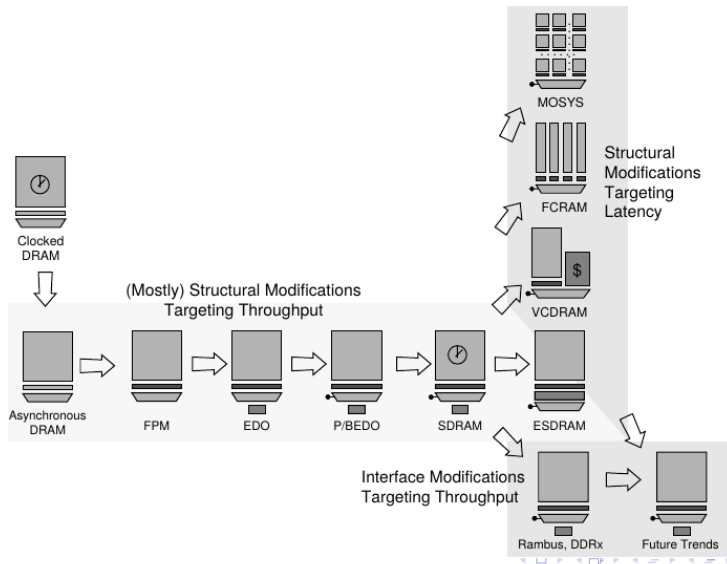 MOSYS
Structural
Modifications
Targeting
Latency
FCRAM
Clocked
DRAM
$
VCDRAM
(Mostly) Structural Modifications
Targeting Throughput
Asynchronous
DRAM
FPM
EDO
P/BEDO
SDRAM
ESDRAM
Interface Modifications
Targeting Throughput
Rambus, DDRx
Future Trends